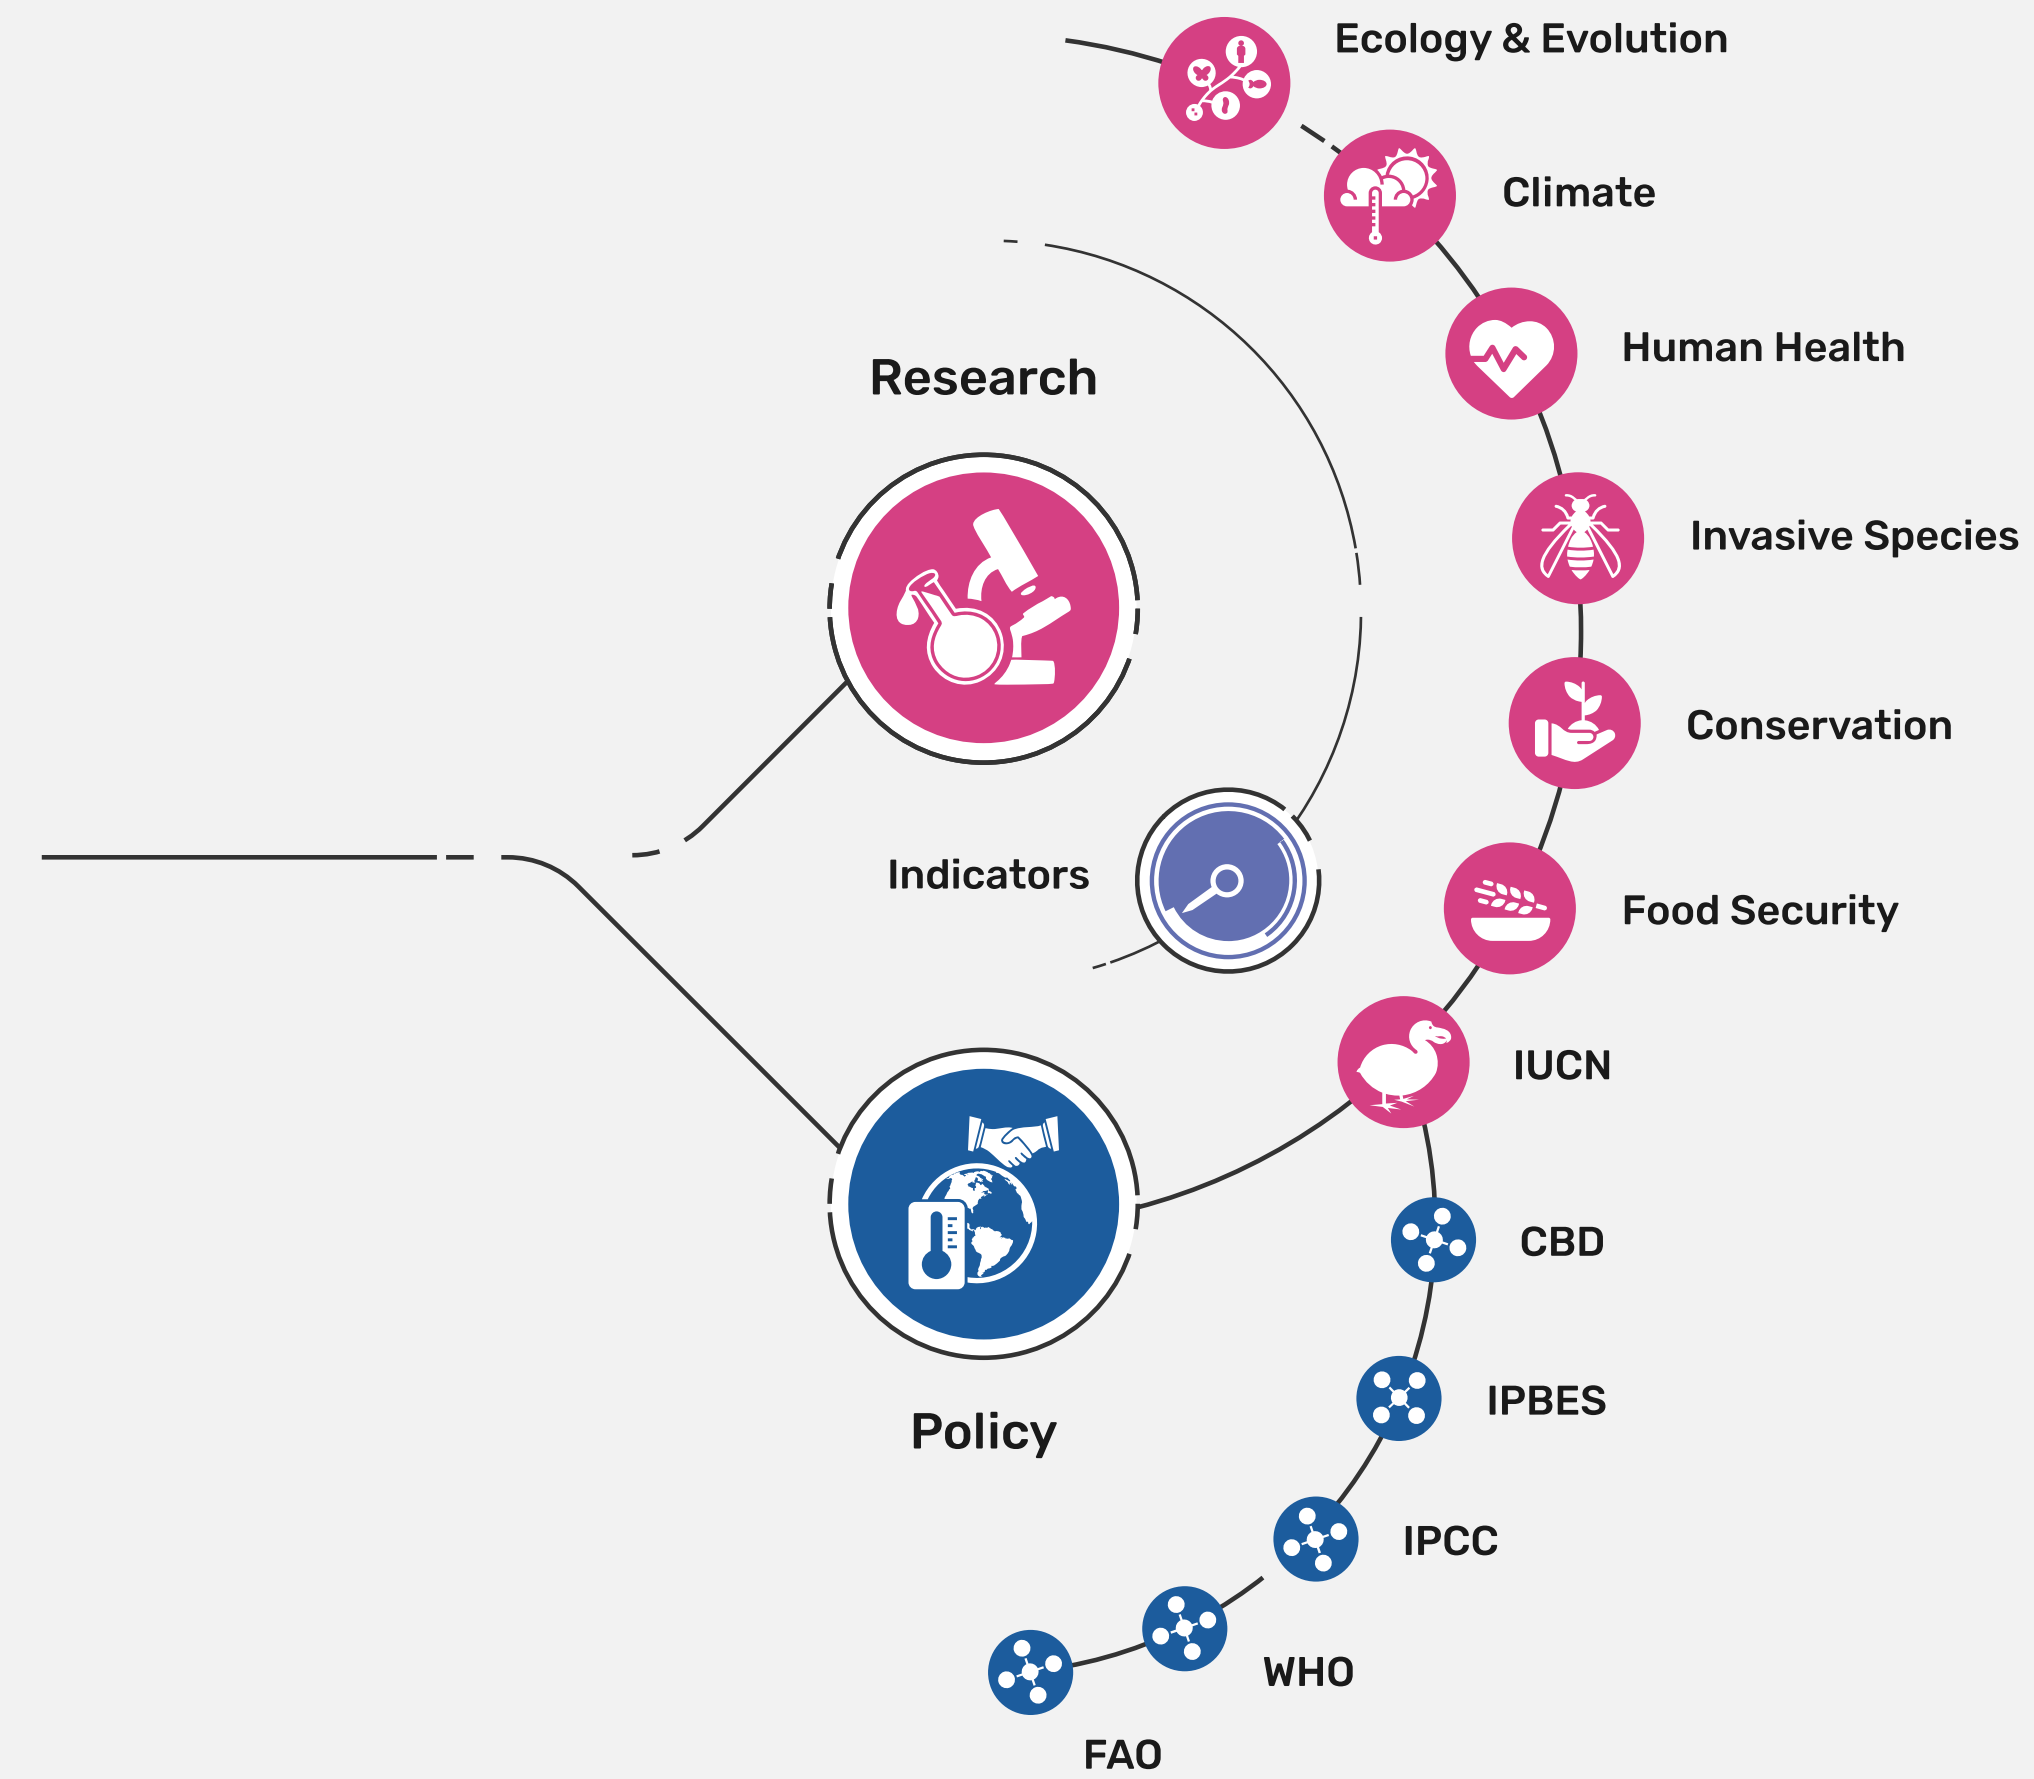 Ecology & Evolution
Climate
Human Health
Research
Invasive Species
Conservation
Indicators
Food Security
IUCN
CBD
IPBES
Policy
IPCC
WHO
FAO